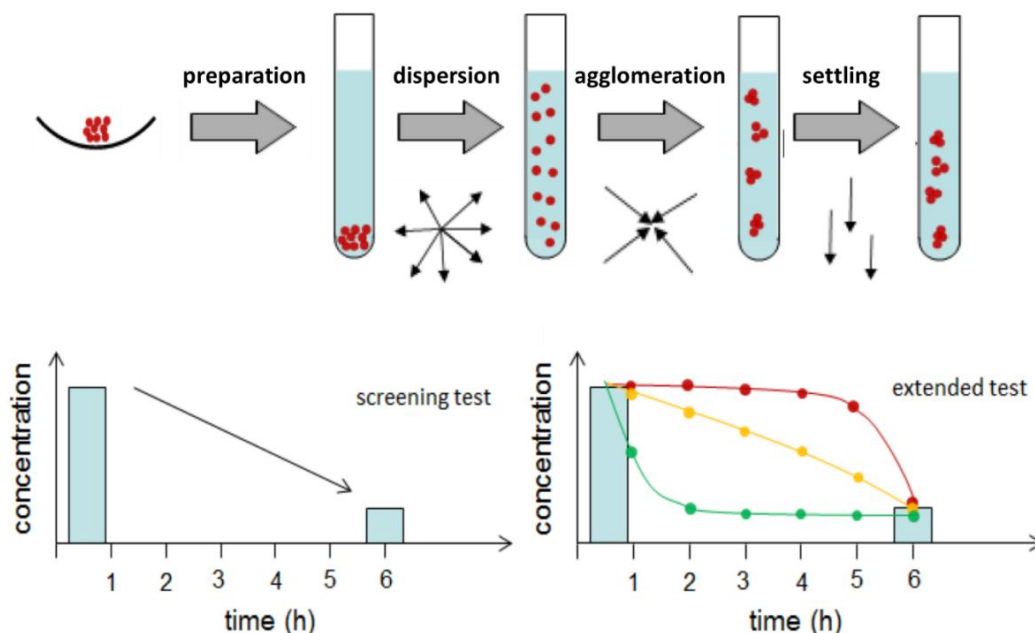 preparation
dispersion
agglomeration
settling
concentration
screening test
1 2 3 4 5 6
time (h)
concentration
extended test
1 2 3 4 5 6
time (h)